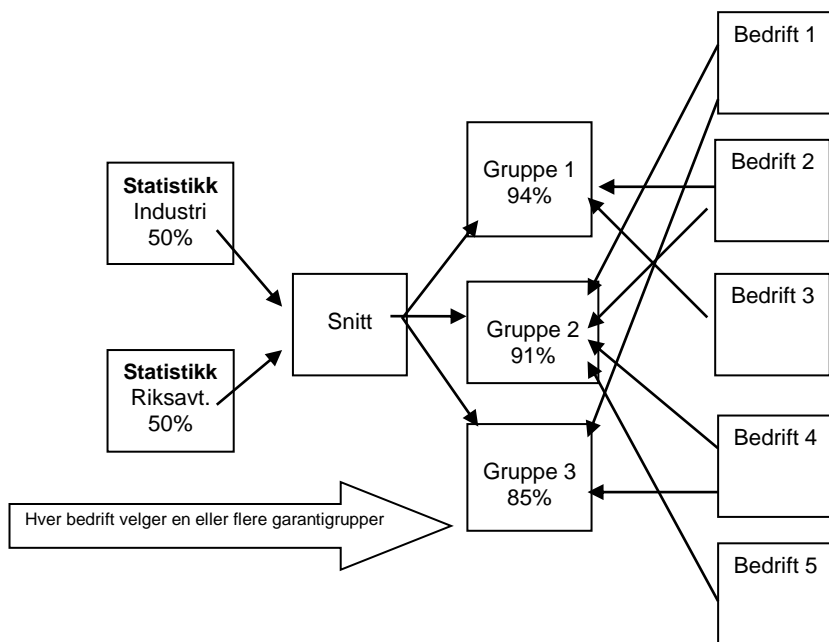 Statistikk
Industri
50%
Statistikk
Riksavt.
50%
Snitt
Gruppe 1
94%
Gruppe 2
91%
Gruppe 3
85%
Bedrift 1
Bedrift 2
Bedrift 3
Bedrift 4
Bedrift 5
Hver bedrift velger en eller flere garantigrupper